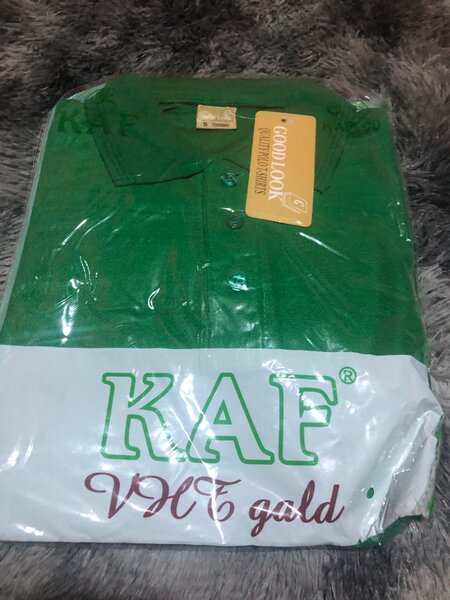 KAF
GOOD LOOK
QUALITY POLO T-SHIRTS
G
KAF®
VHE gald